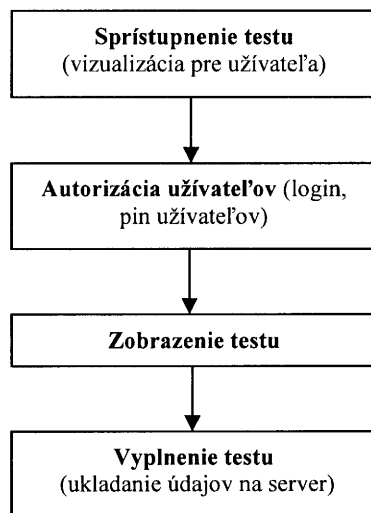 Sprístupnenie testu
(vizualizácia pre užívateľa)
Autorizácia užívateľov (login,
pin užívateľov)
Zobrazenie testu
Vyplnenie testu
(ukladanie údajov na server)